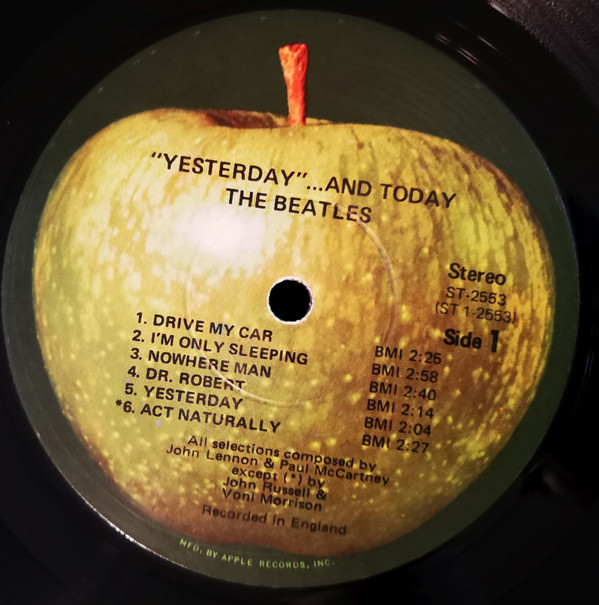 "YESTERDAY"...AND TODAY
THE BEATLES
Stereo
ST-2553
(ST 1-2553)
Side 1
1. DRIVE MY CAR BMI 2:25
2. I'M ONLY SLEEPING BMI 2:58
3. NOWHERE MAN BMI 2:40
4. DR. ROBERT BMI 2:14
5. YESTERDAY BMI 2:04
*6. ACT NATURALLY BMI 2:27
All selections composed by
John Lennon & Paul McCartney
except (*) by
John Russell &
Voni Morrison
Recorded in England
MFD. BY APPLE RECORDS, INC.